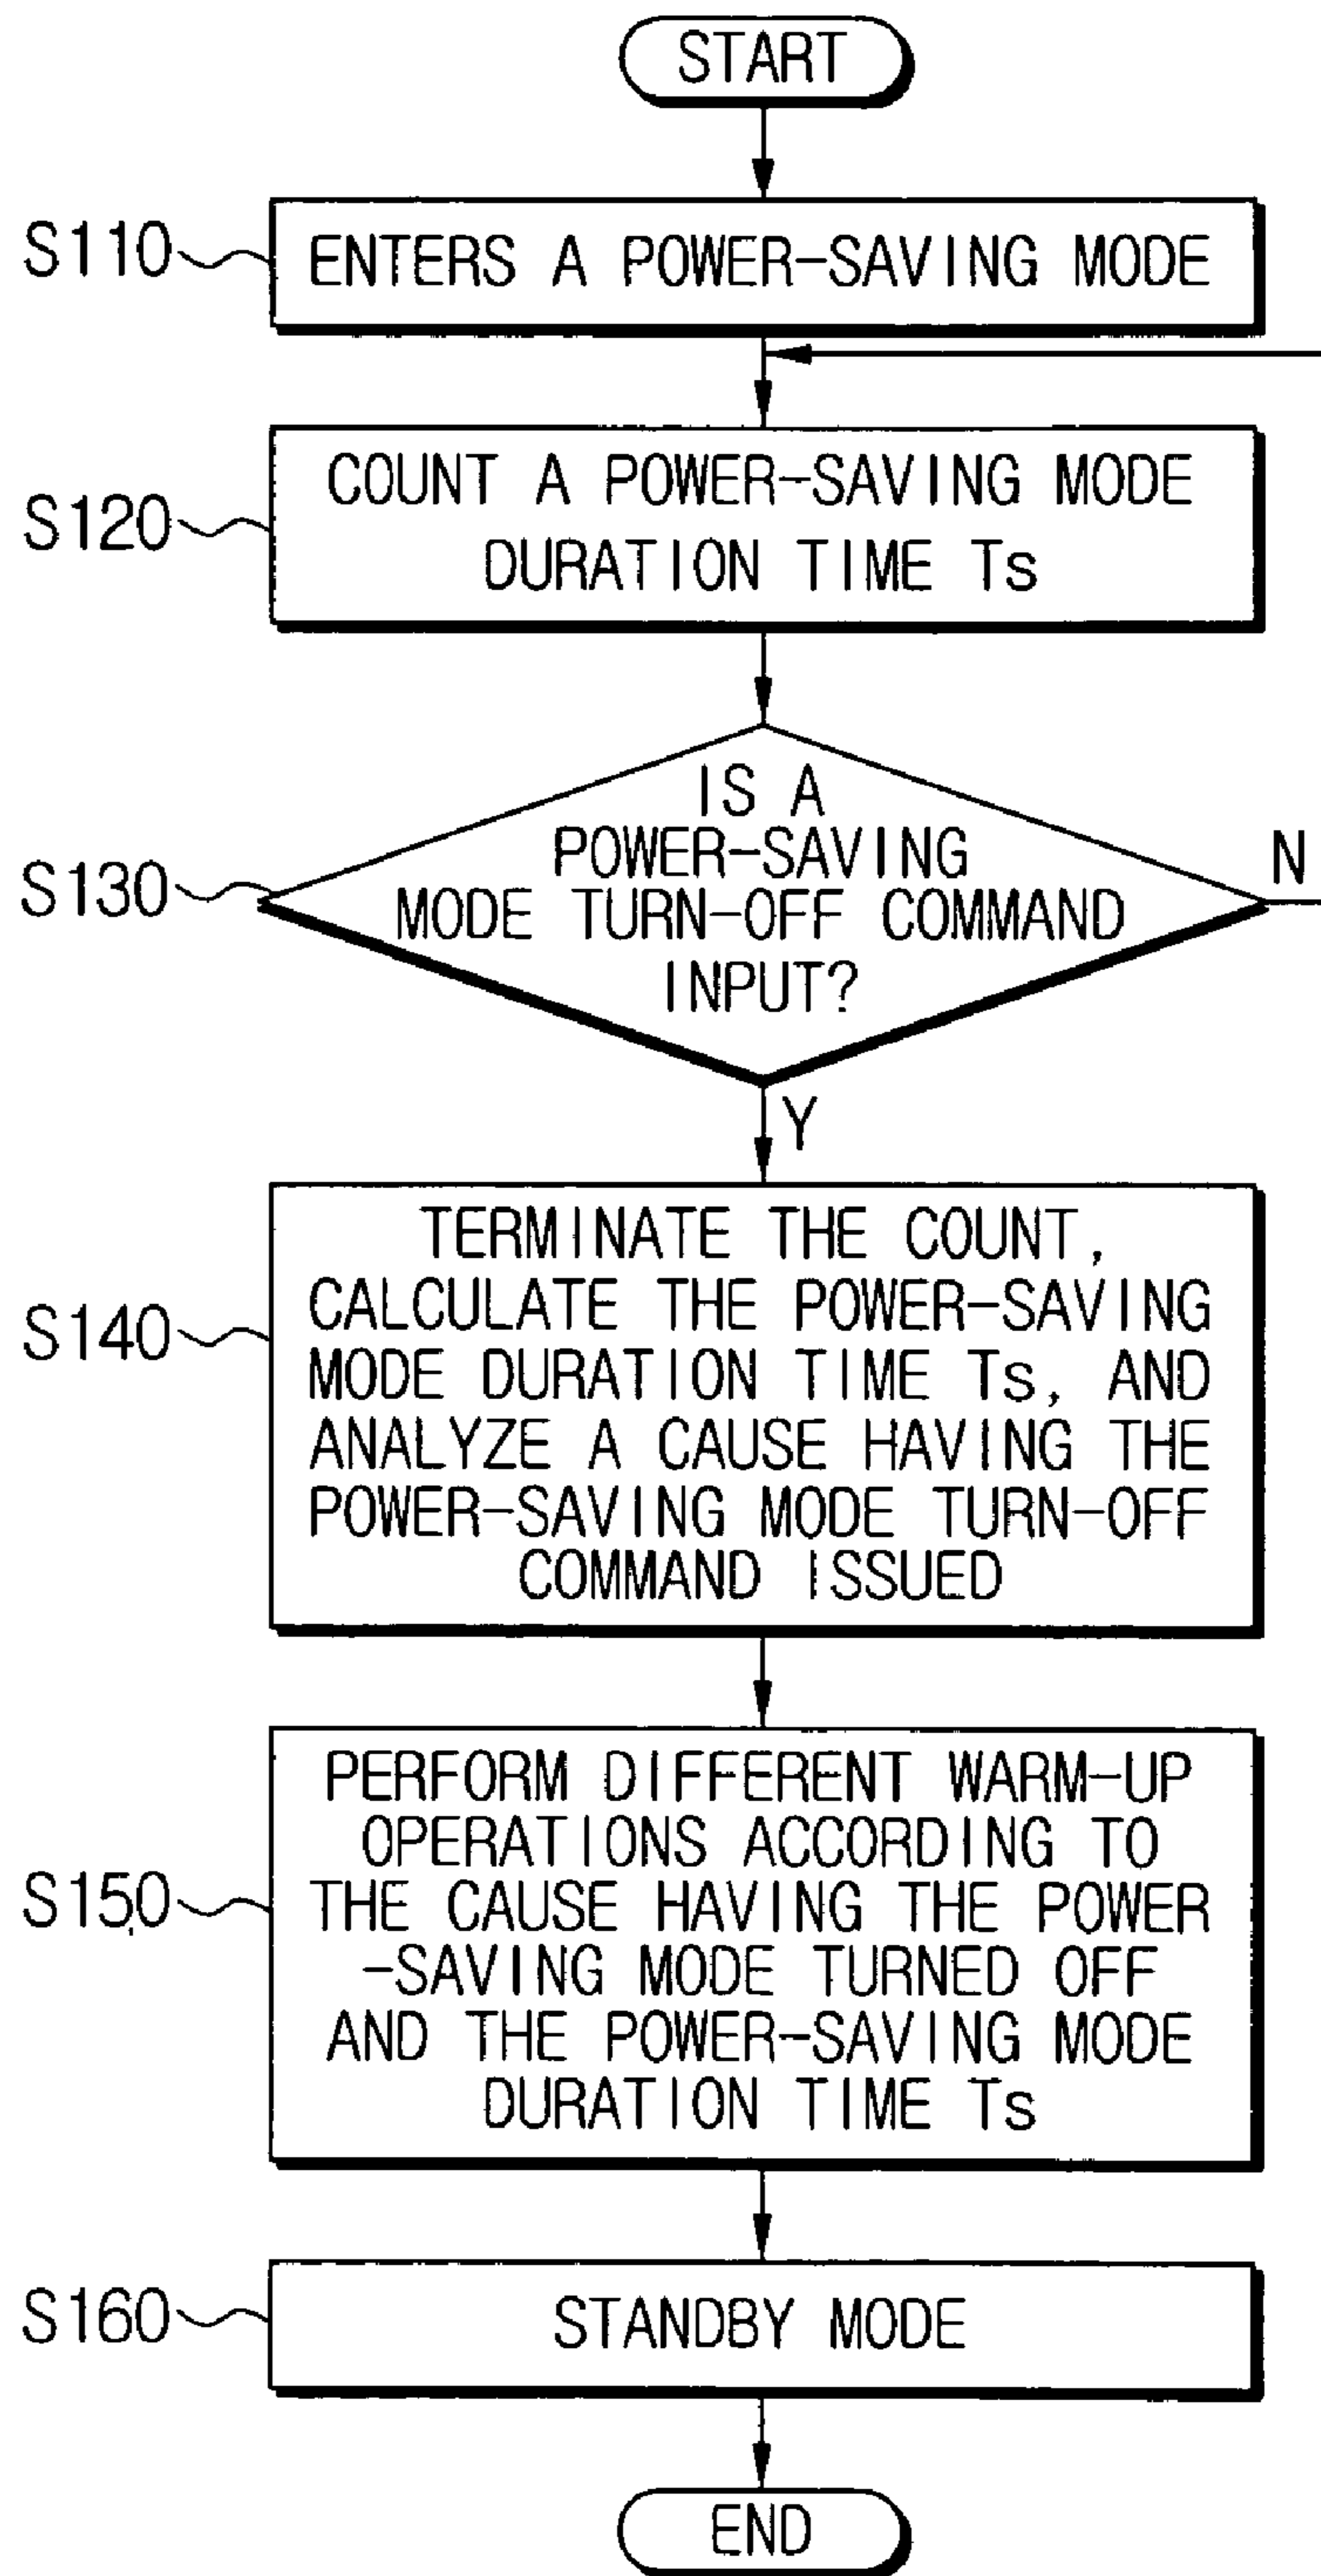 START
S110
ENTERS A POWER-SAVING MODE
S120
COUNT A POWER-SAVING MODE
DURATION TIME Ts
S130
IS A
POWER-SAVING
MODE TURN-OFF COMMAND
INPUT?
N
Y
S140
TERMINATE THE COUNT,
CALCULATE THE POWER-SAVING
MODE DURATION TIME Ts, AND
ANALYZE A CAUSE HAVING THE
POWER-SAVING MODE TURN-OFF
COMMAND ISSUED
S150
PERFORM DIFFERENT WARM-UP
OPERATIONS ACCORDING TO
THE CAUSE HAVING THE POWER
-SAVING MODE TURNED OFF
AND THE POWER-SAVING MODE
DURATION TIME Ts
S160
STANDBY MODE
END